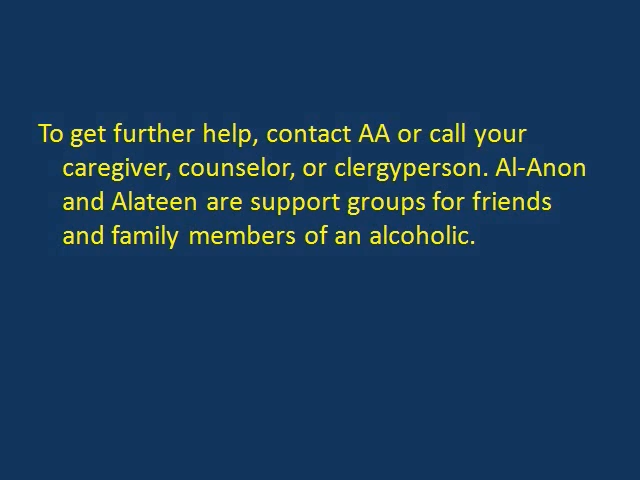 To get further help, contact AA or call your
caregiver, counselor, or clergyperson. Al-Anon
and Alateen are support groups for friends
and family members of an alcoholic.